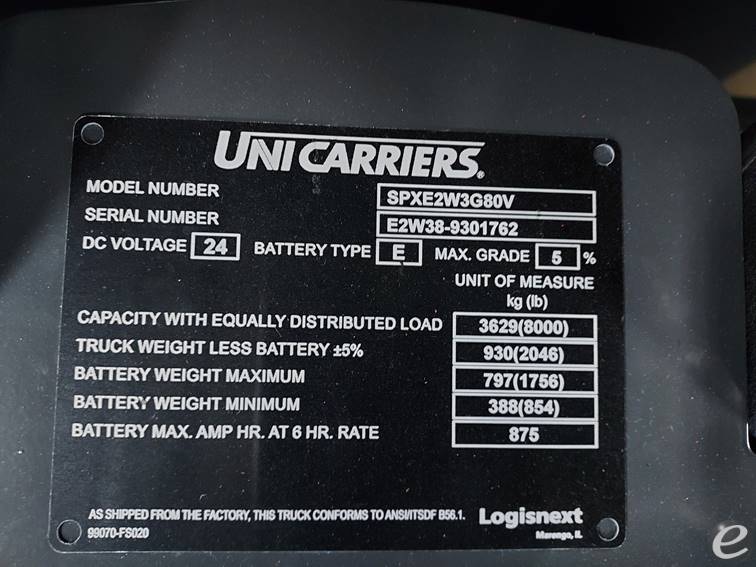 UNICARRIERS.
MODEL NUMBER SPXE2W3G80V
SERIAL NUMBER E2W38-9301762
DC VOLTAGE 24 BATTERY TYPE E MAX. GRADE 5 %
UNIT OF MEASURE
kg (lb)
CAPACITY WITH EQUALLY DISTRIBUTED LOAD 3629(8000)
TRUCK WEIGHT LESS BATTERY ±5% 930(2046)
BATTERY WEIGHT MAXIMUM 797(1756)
BATTERY WEIGHT MINIMUM 388(854)
BATTERY MAX. AMP HR. AT 6 HR. RATE 875
AS SHIPPED FROM THE FACTORY, THIS TRUCK CONFORMS TO ANSI/ITSDF B56.1. Logisnext
99070-FS020 Marengo, IL
e